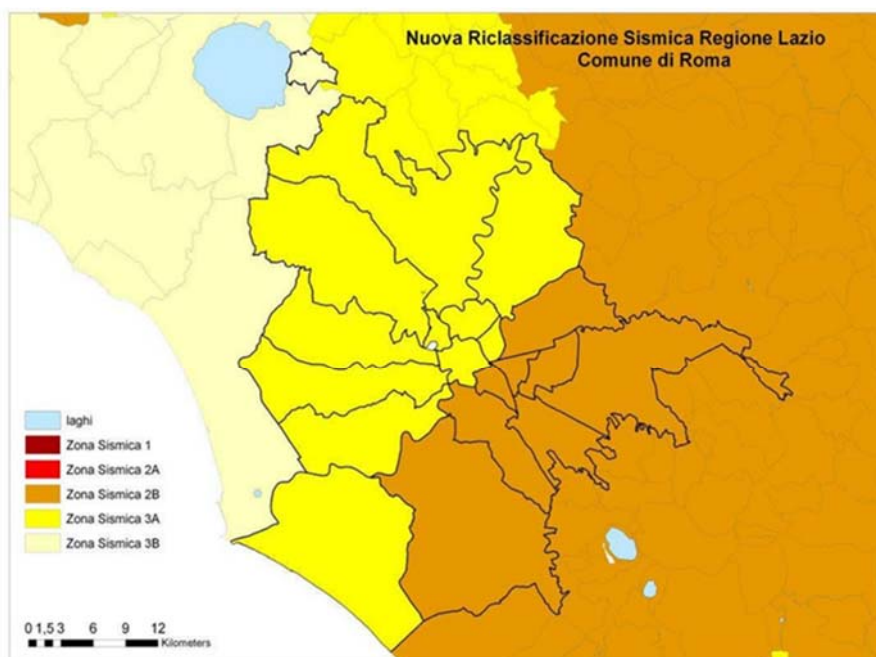 Nuova Riclassificazione Sismica Regione Lazio
Comune di Roma
laghi
Zona Sismica 1
Zona Sismica 2A
Zona Sismica 2B
Zona Sismica 3A
Zona Sismica 3B
0 1,5 3 6 9 12
Kilometers